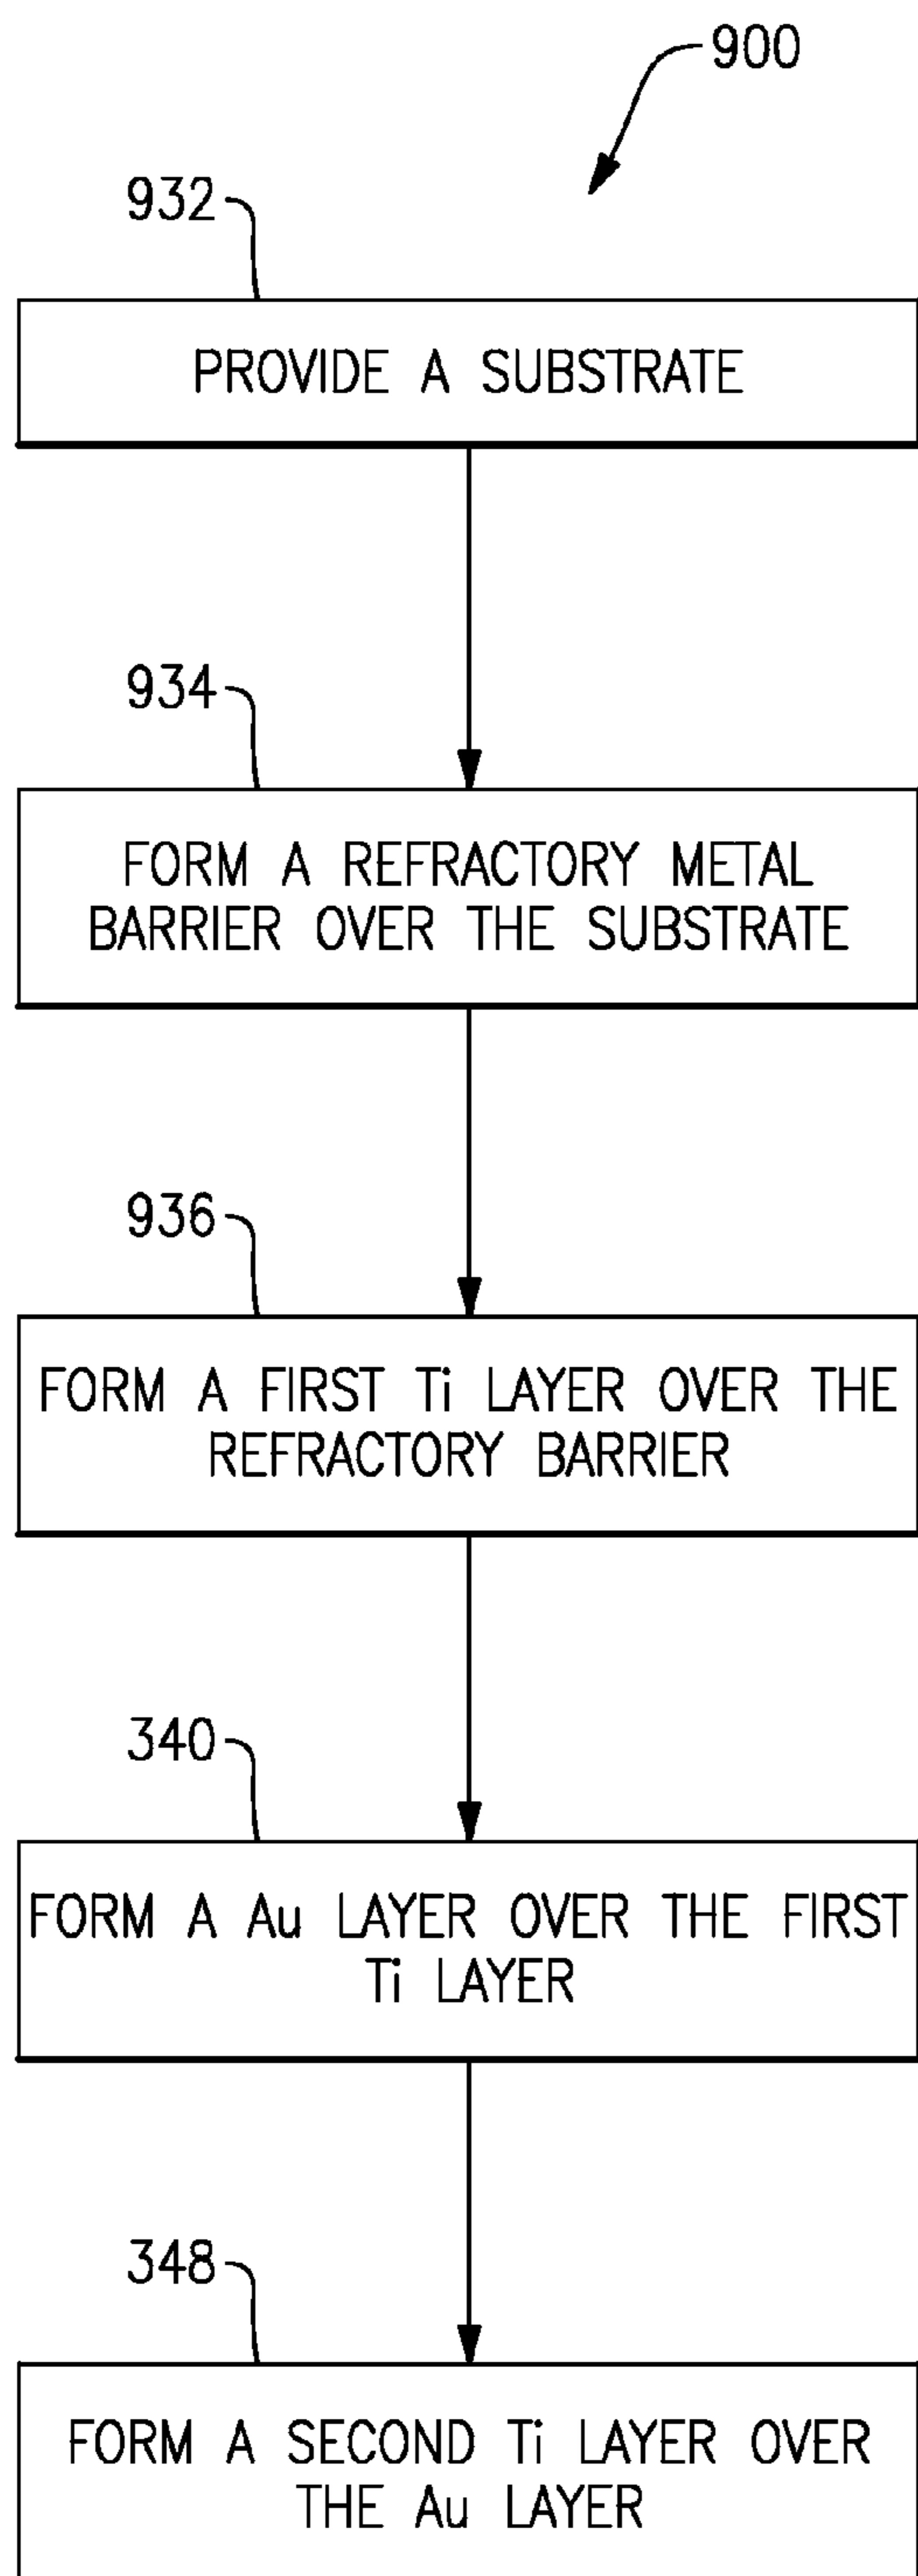 900
932
PROVIDE A SUBSTRATE
934
FORM A REFRACTORY METAL
BARRIER OVER THE SUBSTRATE
936
FORM A FIRST Ti LAYER OVER THE
REFRACTORY BARRIER
340
FORM A Au LAYER OVER THE FIRST
Ti LAYER
348
FORM A SECOND Ti LAYER OVER
THE Au LAYER